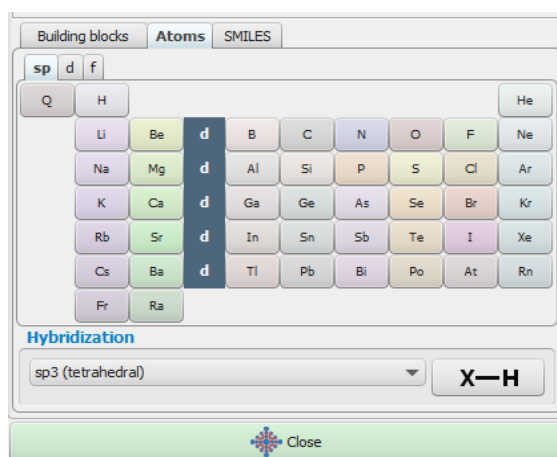 Building blocks Atoms SMILES
sp d f
Q H He
Li Be d B C N O F Ne
Na Mg d Al Si P S Cl Ar
K Ca d Ga Ge As Se Br Kr
Rb Sr d In Sn Sb Te I Xe
Cs Ba d Tl Pb Bi Po At Rn
Fr Ra
Hybridization
sp3 (tetrahedral) X—H
Close